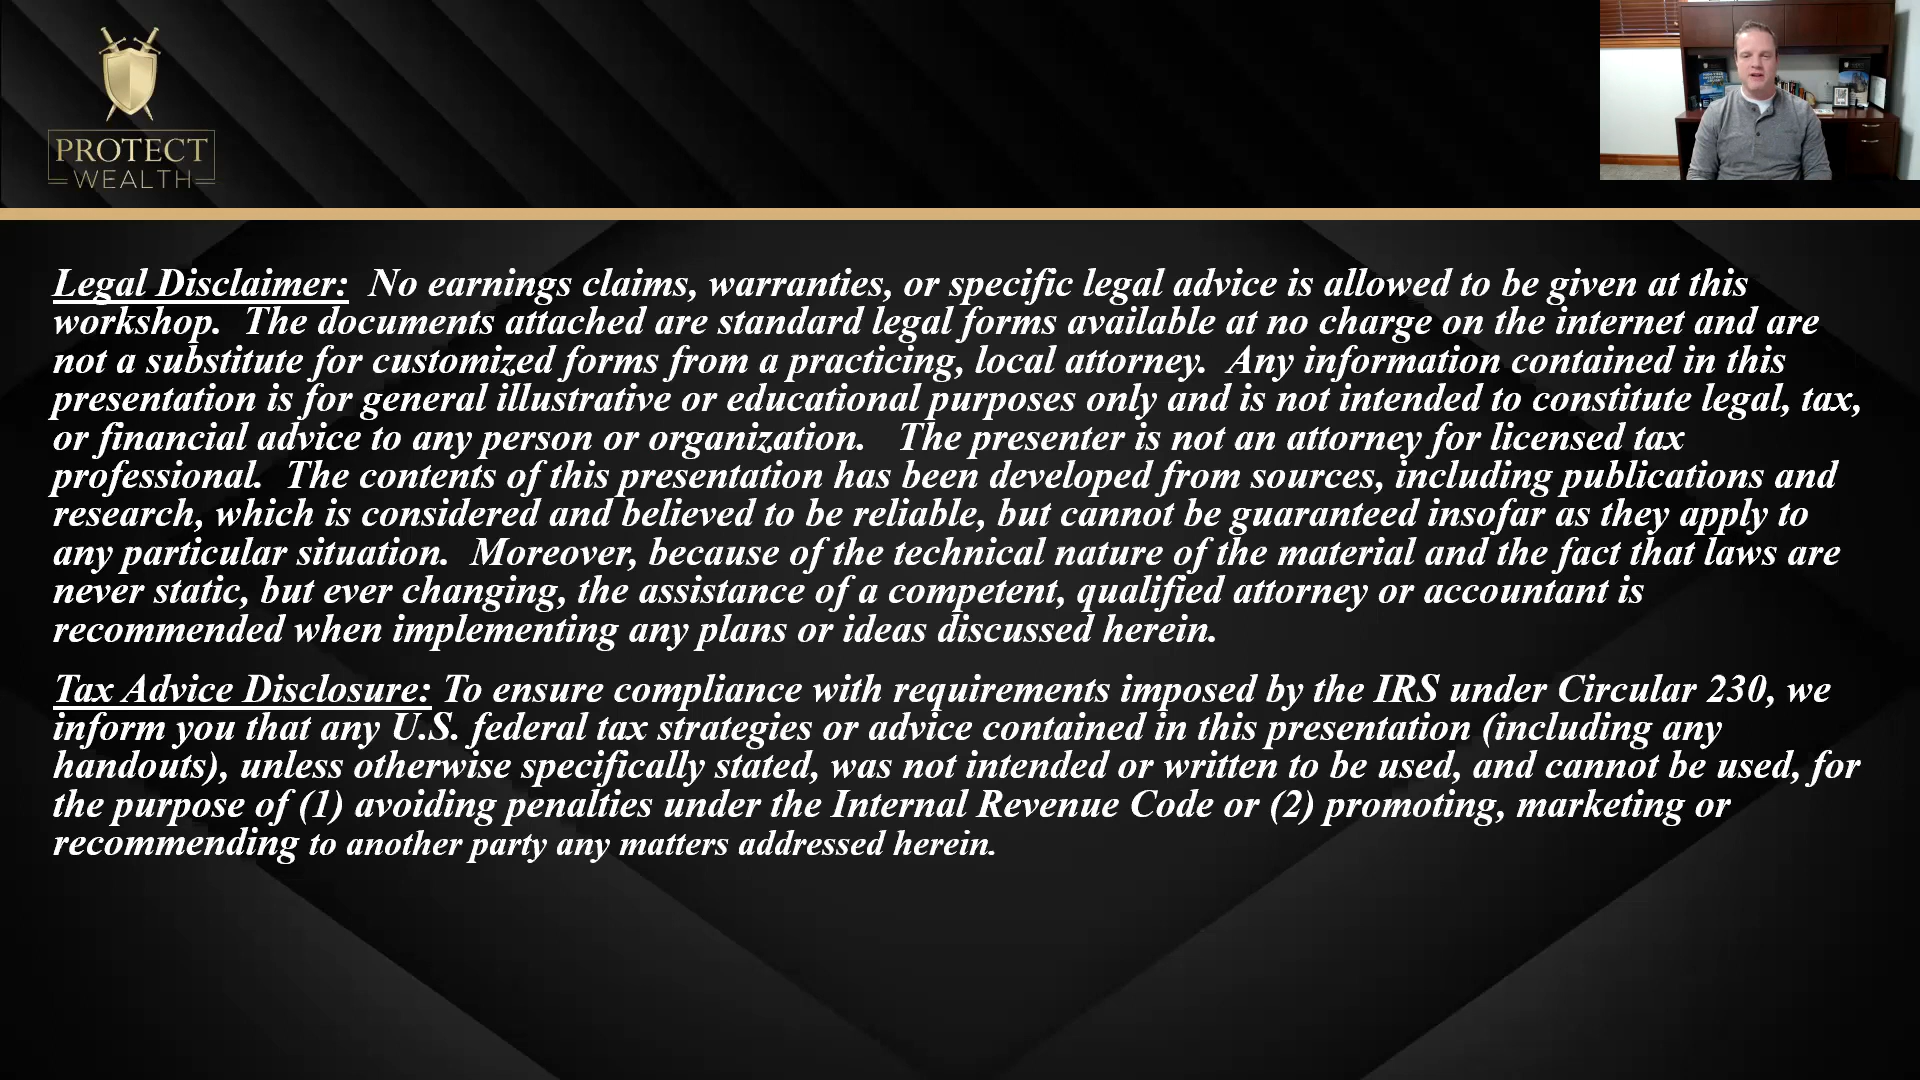 PROTECT
WEALTH
Legal Disclaimer: No earnings claims, warranties, or specific legal advice is allowed to be given at this
workshop. The documents attached are standard legal forms available at no charge on the internet and are
not a substitute for customized forms from a practicing, local attorney. Any information contained in this
presentation is for general illustrative or educational purposes only and is not intended to constitute legal, tax,
or financial advice to any person or organization. The presenter is not an attorney for licensed tax
professional. The contents of this presentation has been developed from sources, including publications and
research, which is considered and believed to be reliable, but cannot be guaranteed insofar as they apply to
any particular situation. Moreover, because of the technical nature of the material and the fact that laws are
never static, but ever changing, the assistance of a competent, qualified attorney or accountant is
recommended when implementing any plans or ideas discussed herein.
Tax Advice Disclosure: To ensure compliance with requirements imposed by the IRS under Circular 230, we
inform you that any U.S. federal tax strategies or advice contained in this presentation (including any
handouts), unless otherwise specifically stated, was not intended or written to be used, and cannot be used, for
the purpose of (1) avoiding penalties under the Internal Revenue Code or (2) promoting, marketing or
recommending to another party any matters addressed herein.